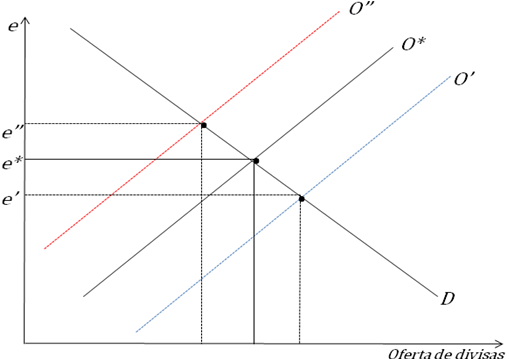 e
O"
O*
O'
e"
e*
e'
D
Oferta de divisas